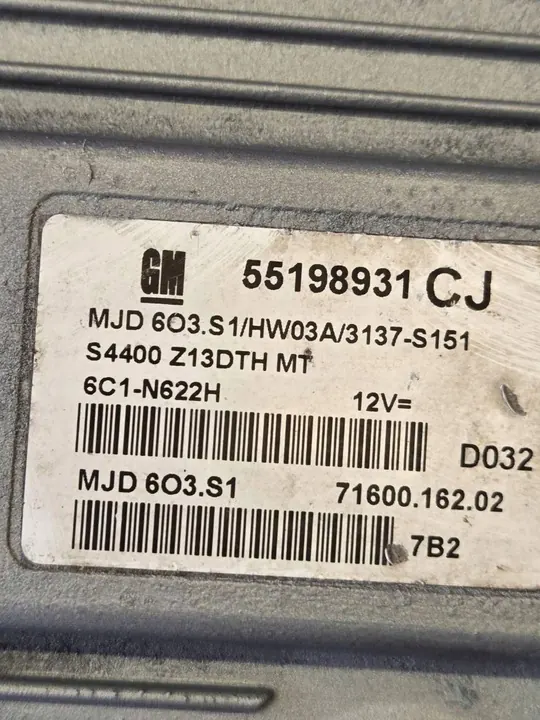 GM 55198931 CJ
MJD 6O3.S1/HW03A/3137-S151
S4400 Z13DTH MT
6C1-N622H 12V=
D032
MJD 6O3.S1 71600.162.02
7B2